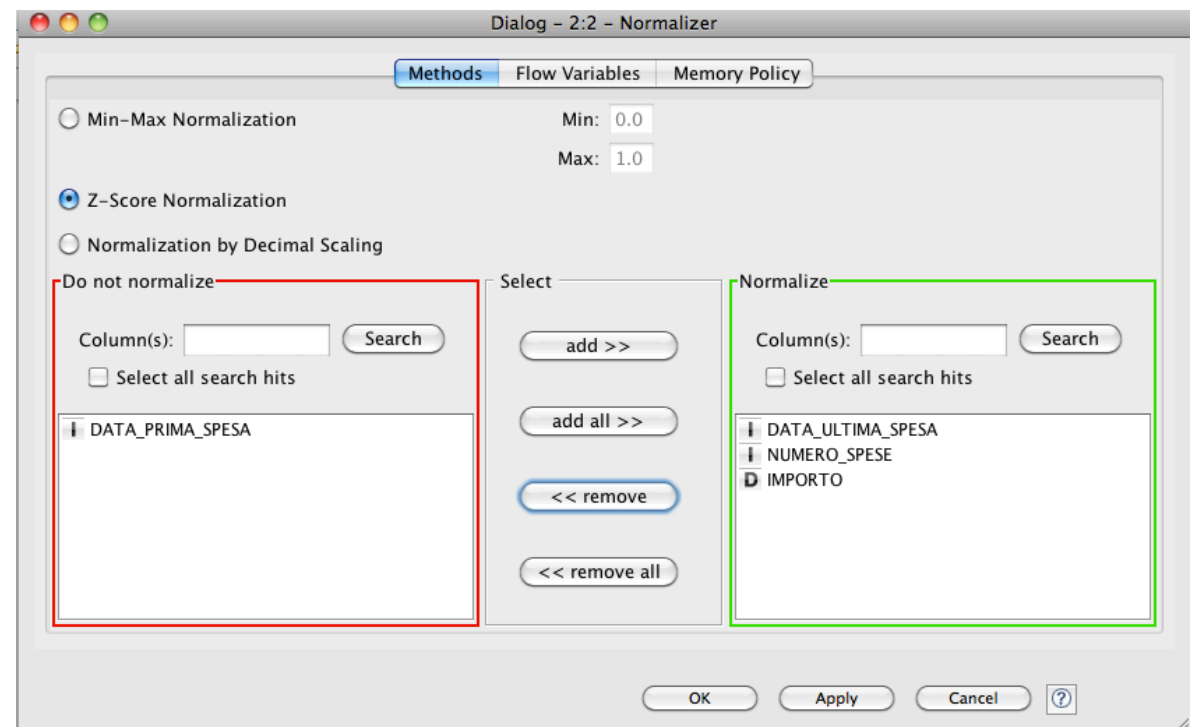 Dialog – 2:2 – Normalizer
Methods Flow Variables Memory Policy
Min–Max Normalization Min: 0.0
Max: 1.0
Z–Score Normalization
Normalization by Decimal Scaling
Do not normalize
Column(s): Search
Select all search hits
I DATA_PRIMA_SPESA
Select
add >>
add all >>
<< remove
<< remove all
Normalize
Column(s): Search
Select all search hits
I DATA_ULTIMA_SPESA
I NUMERO_SPESE
D IMPORTO
OK Apply Cancel ?